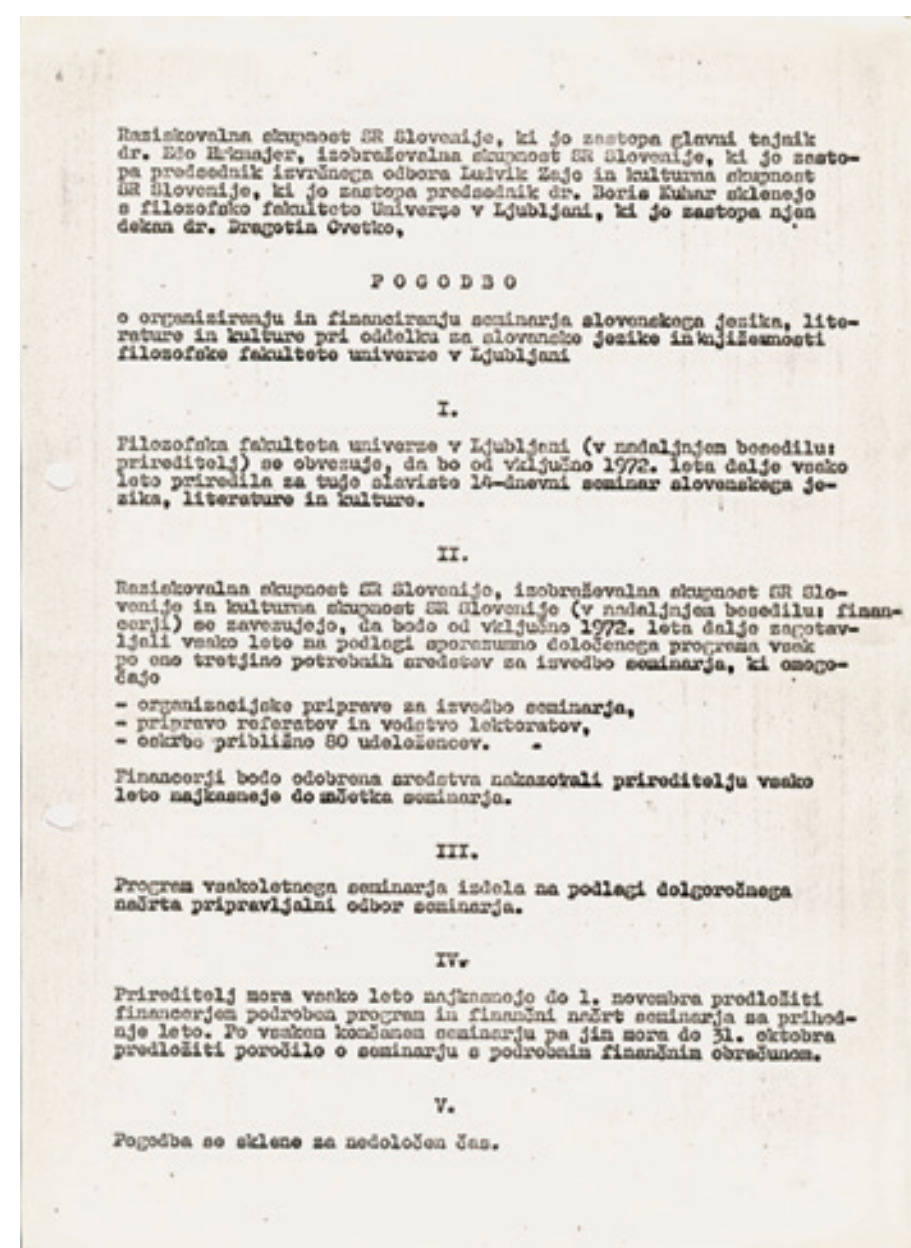 Raziskovalna skupnost SR Slovenije, ki jo zastopa glavni tajnik
dr. Edo izobraževalna skupnost SR Slovenije, ki jo zasto-
pa predsednik izvršnega odbora Ludvik Zajc in kulturna skupnost
SR Slovenije, ki jo zastopa predsednik dr. Boris Kuhar sklenejo
s filozofsko fakulteto Univerze v Ljubljani, ki jo zastopa njen
dekan dr. Dragotin Cvetko,
P O G O D B O
o organiziranju in financiranju seminarja slovenskega jezika, lite-
rature in kulture pri oddelku za slovanske jezike in književnosti
filozofske fakultete univerze v Ljubljani
I.
Filozofska fakulteta univerze v Ljubljani (v nadaljnjem besedilu:
prireditelj) se obvezuje, da bo od vključno 1972. leta dalje vsako
leto priredila za tuje slaviste 14-dnevni seminar slovenskega je-
zika, literature in kulture.
II.
Raziskovalna skupnost SR Slovenije, izobraževalna skupnost SR Slo-
venije in kulturna skupnost SR Slovenije (v nadaljnjem besedilu: finan-
cerji) se zavezujejo, da bodo od vključno 1972. leta dalje zagotav-
ljali vsako leto na podlagi sporazumno določenega programa vsak
po eno tretjino potrebnih sredstev za izvedbo seminarja, ki omogo-
čajo
- organizacijske priprave za izvedbo seminarja,
- pripravo referatov in vodstvo lektoratov,
- oskrbo približno 80 udeležencev.
Financerji bodo odobrena sredstva nakazovali prireditelju vsako
leto najkasneje do seminarja.
III.
Program vsakoletnega seminarja izdela na podlagi dolgoročnega
načrta pripravljalni odbor seminarja.
IV.
Prireditelj mora vsako leto najkasneje do 1. novembra predložiti
financerjem podroben program in finančni načrt seminarja za prihod-
nje leto. Po vsakem končanem seminarju pa jim mora do 31. oktobra
predložiti poročilo o seminarju s podrobnim finančnim obračunom.
V.
Pogodba se sklene za nedoločen čas.